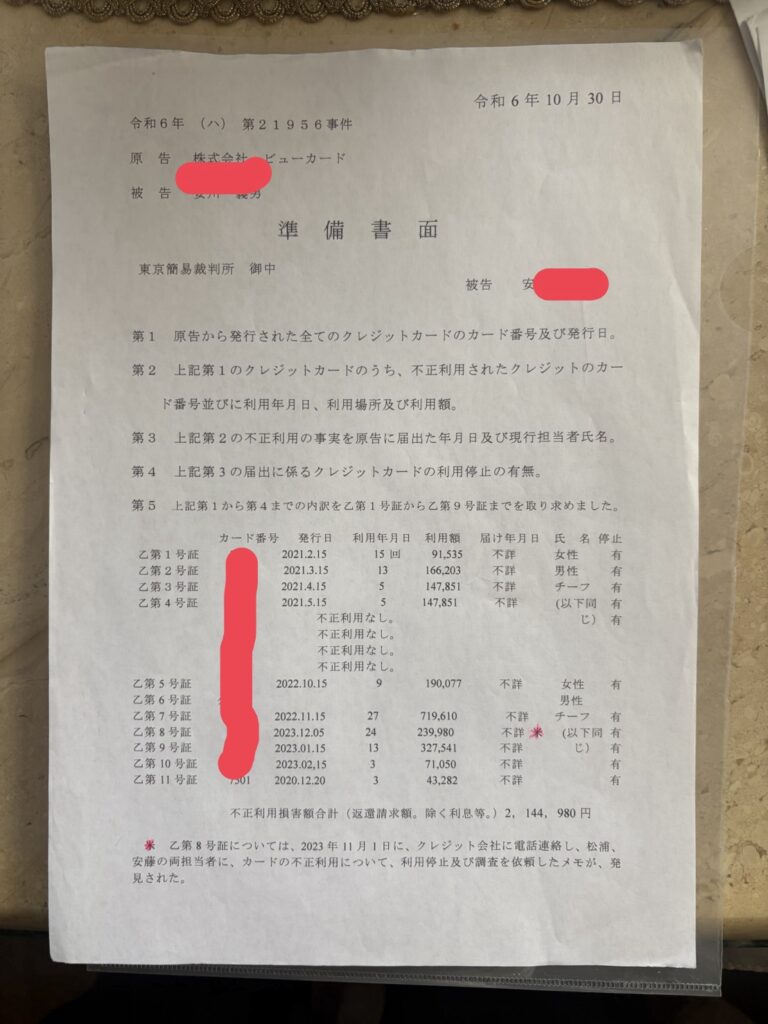 令和6年10月30日
令和6年 (ハ) 第21956事件
原 告 株式会社 ビューカード
被 告
準 備 書 面
東京簡易裁判所 御中
被告 安
第1 原告から発行された全てのクレジットカードのカード番号及び発行日。
第2 上記第1のクレジットカードのうち、不正利用されたクレジットのカー
ド番号並びに利用年月日、利用場所及び利用額。
第3 上記第2の不正利用の事実を原告に届出た年月日及び現行担当者氏名。
第4 上記第3の届出に係るクレジットカードの利用停止の有無。
第5 上記第1から第4までの内訳を乙第1号証から乙第9号証までを取り求めました。
カード番号 発行日 利用年月日 利用額 届け年月日 氏 名 停止
乙第1号証 2021.2.15 15 回 91,535 不詳 女性 有
乙第2号証 2021.3.15 13 166,203 不詳 男性 有
乙第3号証 2021.4.15 5 147,851 不詳 チーフ 有
乙第4号証 2021.5.15 5 147,851 不詳 (以下同 有
不正利用なし。 じ) 有
不正利用なし。
不正利用なし。
不正利用なし。
乙第5号証 2022.10.15 9 190,077 不詳 女性 有
乙第6号証 男性
乙第7号証 2022.11.15 27 719,610 不詳 チーフ 有
乙第8号証 2023.12.05 24 239,980 不詳 ※ (以下同 有
乙第9号証 2023.01.15 13 327,541 不詳 じ) 有
乙第10号証 2023.02,15 3 71,050 不詳 有
乙第11号証 2020.12.20 3 43,282 不詳 有
不正利用損害額合計(返還請求額。除く利息等。)2,144,980円
※ 乙第8号証については、2023年11月1日に、クレジット会社に電話連絡し、松浦、
安藤の両担当者に、カードの不正利用について、利用停止及び調査を依頼したメモが、発
見された。